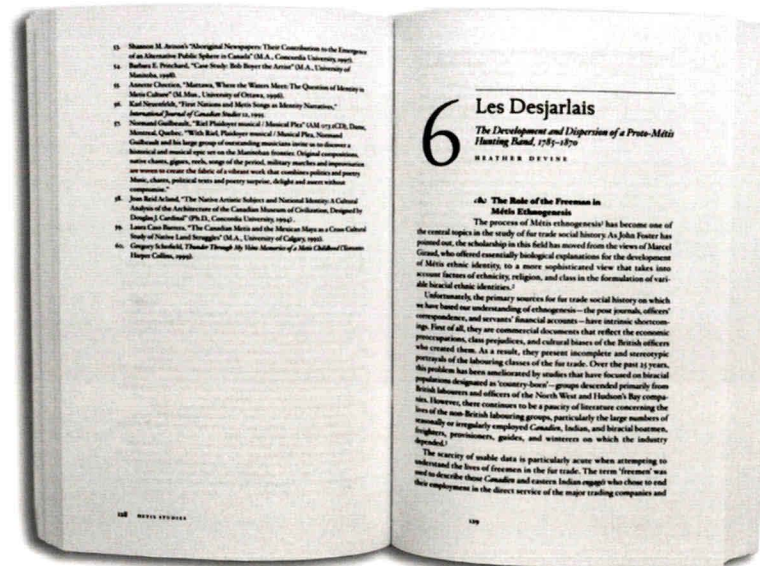 53. Shannon M. Avison's "Aboriginal Newspapers: Their Contribution to the Emergence
of an Alternative Public Sphere in Canada" (M.A., Concordia University, 1997).
54. Barbara E. Pritchard, "Case Study: Bob Boyer the Artist" (M.A., University of
Manitoba, 1998).
55. Annette Chretien, "Mattawa, Where the Waters Meet: The Question of Identity in
Metis Culture" (M.Mus., University of Ottawa, 1996).
56. Karl Neuenfeldt, "First Nations and Metis Songs as Identity Narratives,"
International Journal of Canadian Studies 12, 1995.
57. Normand Guilbeault, "Riel Plaidoyer musical / Musical Plea" (AM 073 2CD), Dame,
Montreal, Quebec. "With Riel, Plaidoyer musical / Musical Plea, Normand
Guilbeault and his large group of outstanding musicians invite us to discover a
historical and musical epic set on the Manitoban frontier. Original compositions,
native chants, gigues, reels, songs of the period, military marches and improvisation
are woven to create the fabric of a vibrant work that combines politics and poetry
Music, chants, political texts and poetry surprise, delight and assert without
compromise."
58. Jean Reid Acland, "The Native Artistic Subject and National Identity: A Cultural
Analysis of the Architecture of the Canadian Museum of Civilization, Designed by
Douglas J. Cardinal" (Ph.D., Concordia University, 1994).
59. Laura Caso Barrera, "The Canadian Metis and the Mexican Maya as a Cross Cultural
Study of Native Land Struggles" (M.A., University of Calgary, 1992).
60. Gregory Scofield, Thunder Through My Veins Memories of a Metis Childhood (Toronto:
Harper Collins, 1999).
128 METIS STUDIES
6
Les Desjarlais
The Development and Dispersion of a Proto-Métis
Hunting Band, 1785–1870
HEATHER DEVINE
The Role of the Freeman in
Métis Ethnogenesis
The process of Métis ethnogenesis¹ has become one of
the central topics in the study of fur trade social history. As John Foster has
pointed out, the scholarship in this field has moved from the views of Marcel
Giraud, who offered essentially biological explanations for the development
of Métis ethnic identity, to a more sophisticated view that takes into
account factors of ethnicity, religion, and class in the formulation of vari-
able biracial ethnic identities.²
Unfortunately, the primary sources for fur trade social history on which
we have based our understanding of ethnogenesis—the post journals, officers'
correspondence, and servants' financial accounts—have intrinsic shortcom-
ings. First of all, they are commercial documents that reflect the economic
preoccupations, class prejudices, and cultural biases of the British officers
who created them. As a result, they present incomplete and stereotypic
portrayals of the labouring classes of the fur trade. Over the past 25 years,
this problem has been ameliorated by studies that have focused on biracial
populations designated as 'country-born'—groups descended primarily from
British labourers and officers of the North West and Hudson's Bay compa-
nies. However, there continues to be a paucity of literature concerning the
lives of the non-British labouring groups, particularly the large numbers of
seasonally or irregularly employed Canadien, Indian, and biracial boatmen,
freighters, provisioners, guides, and winterers on which the industry
depended.³
The scarcity of usable data is particularly acute when attempting to
understand the lives of freemen in the fur trade. The term 'freemen' was
used to describe those Canadien and eastern Indian engagés who chose to end
their employment in the direct service of the major trading companies and
129